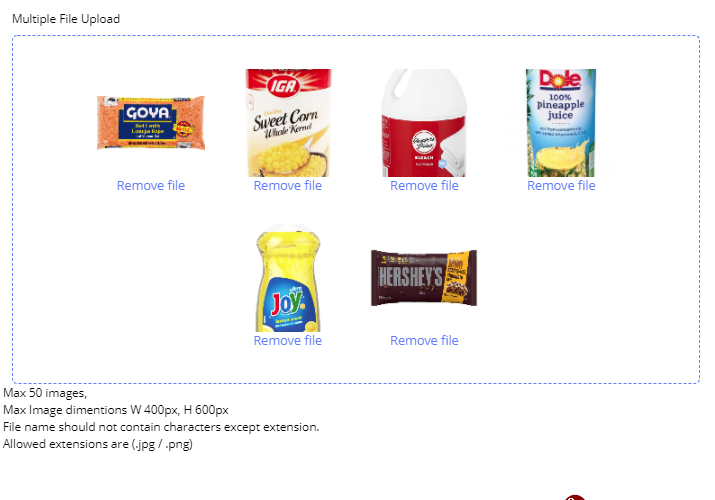 Multiple File Upload
GOYA
IGA
Sweet Corn
Whole Kernel
BLEACH
Dole
100%
pineapple
juice
Remove file
Remove file
Remove file
Remove file
Joy
HERSHEY'S
Remove file
Remove file
Max 50 images,
Max Image dimentions W 400px, H 600px
File name should not contain characters except extension.
Allowed extensions are (.jpg / .png)